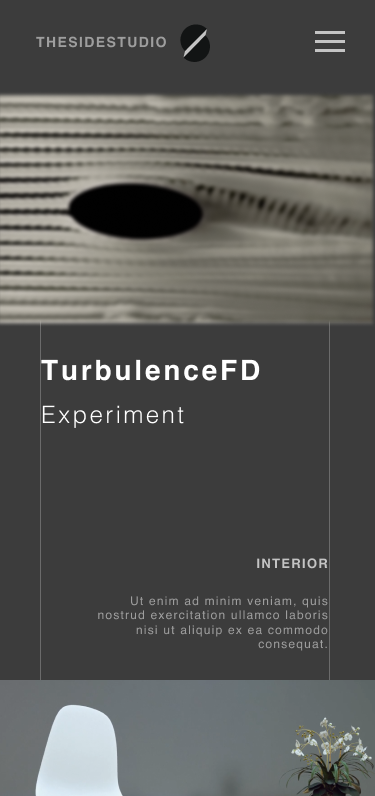 THESIDESTUDIO
TurbulenceFD
Experiment
INTERIOR
Ut enim ad minim veniam, quis
nostrud exercitation ullamco laboris
nisi ut aliquip ex ea commodo
consequat.